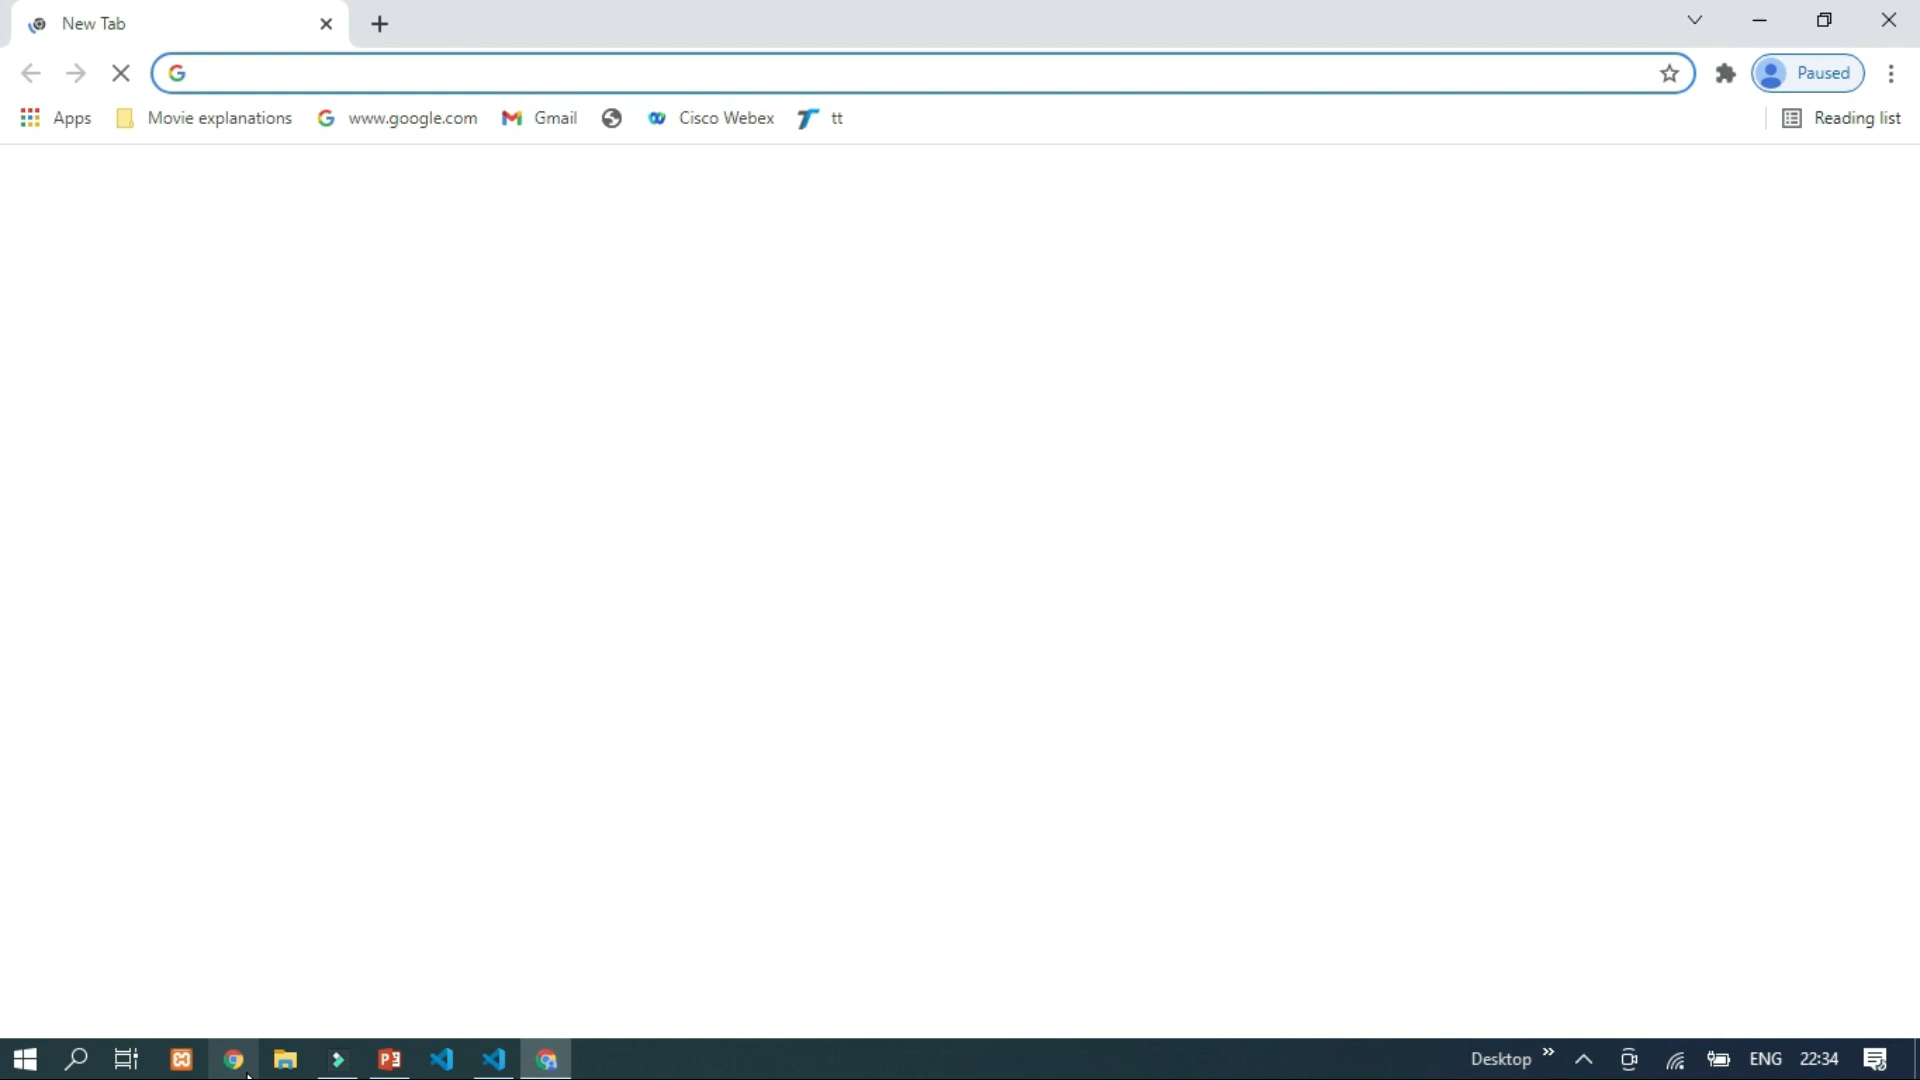 New Tab
Paused
Apps Movie explanations www.google.com Gmail Cisco Webex tt Reading list
Desktop ENG 22:34